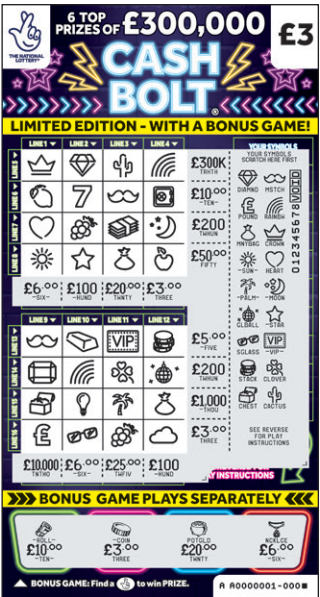 6 TOP
PRIZES OF £300,000
£3
THE NATIONAL
LOTTERY®
CASH
BOLT®
LIMITED EDITION - WITH A BONUS GAME!
LINE 1 LINE 2 LINE 3 LINE 4
YOUR SYMBOLS
YOUR SYMBOLS
SCRATCH HERE FIRST
£300K
TRHTH
DIAMND MSTCH
£10.00
-TEN-
POUND RAINBW
£200
TWHUN
MNYBAG CROWN
£50.00
FIFTY
-SUN- HEART
012345678 VOID
£6.00 £100 £20.00 £3.00
-SIX- -HUND TWNTY THREE
-PALM- MOON
LINE 9 LINE 10 LINE 11 LINE 12
GLBALL -STAR
VIP
£5.00
-FIVE
VIP
SGLASS -VIP-
£200
TWHUN
STACK CLOVER
£1,000
-THOU
CHEST CACTUS
£
£3.00
THREE
SEE REVERSE
FOR PLAY
INSTRUCTIONS
£10,000 £6.00 £25.00 £100
TNTHO -SIX- TWFIV -HUND
INSTRUCTIONS
BONUS GAME PLAYS SEPARATELY
-ROLL- -COIN POTGLD NCKLCE
£10.00 £3.00 £20.00 £6.00
-TEN- THREE TWNTY -SIX-
BONUS GAME: Find a to win PRIZE.
A A0000001-000